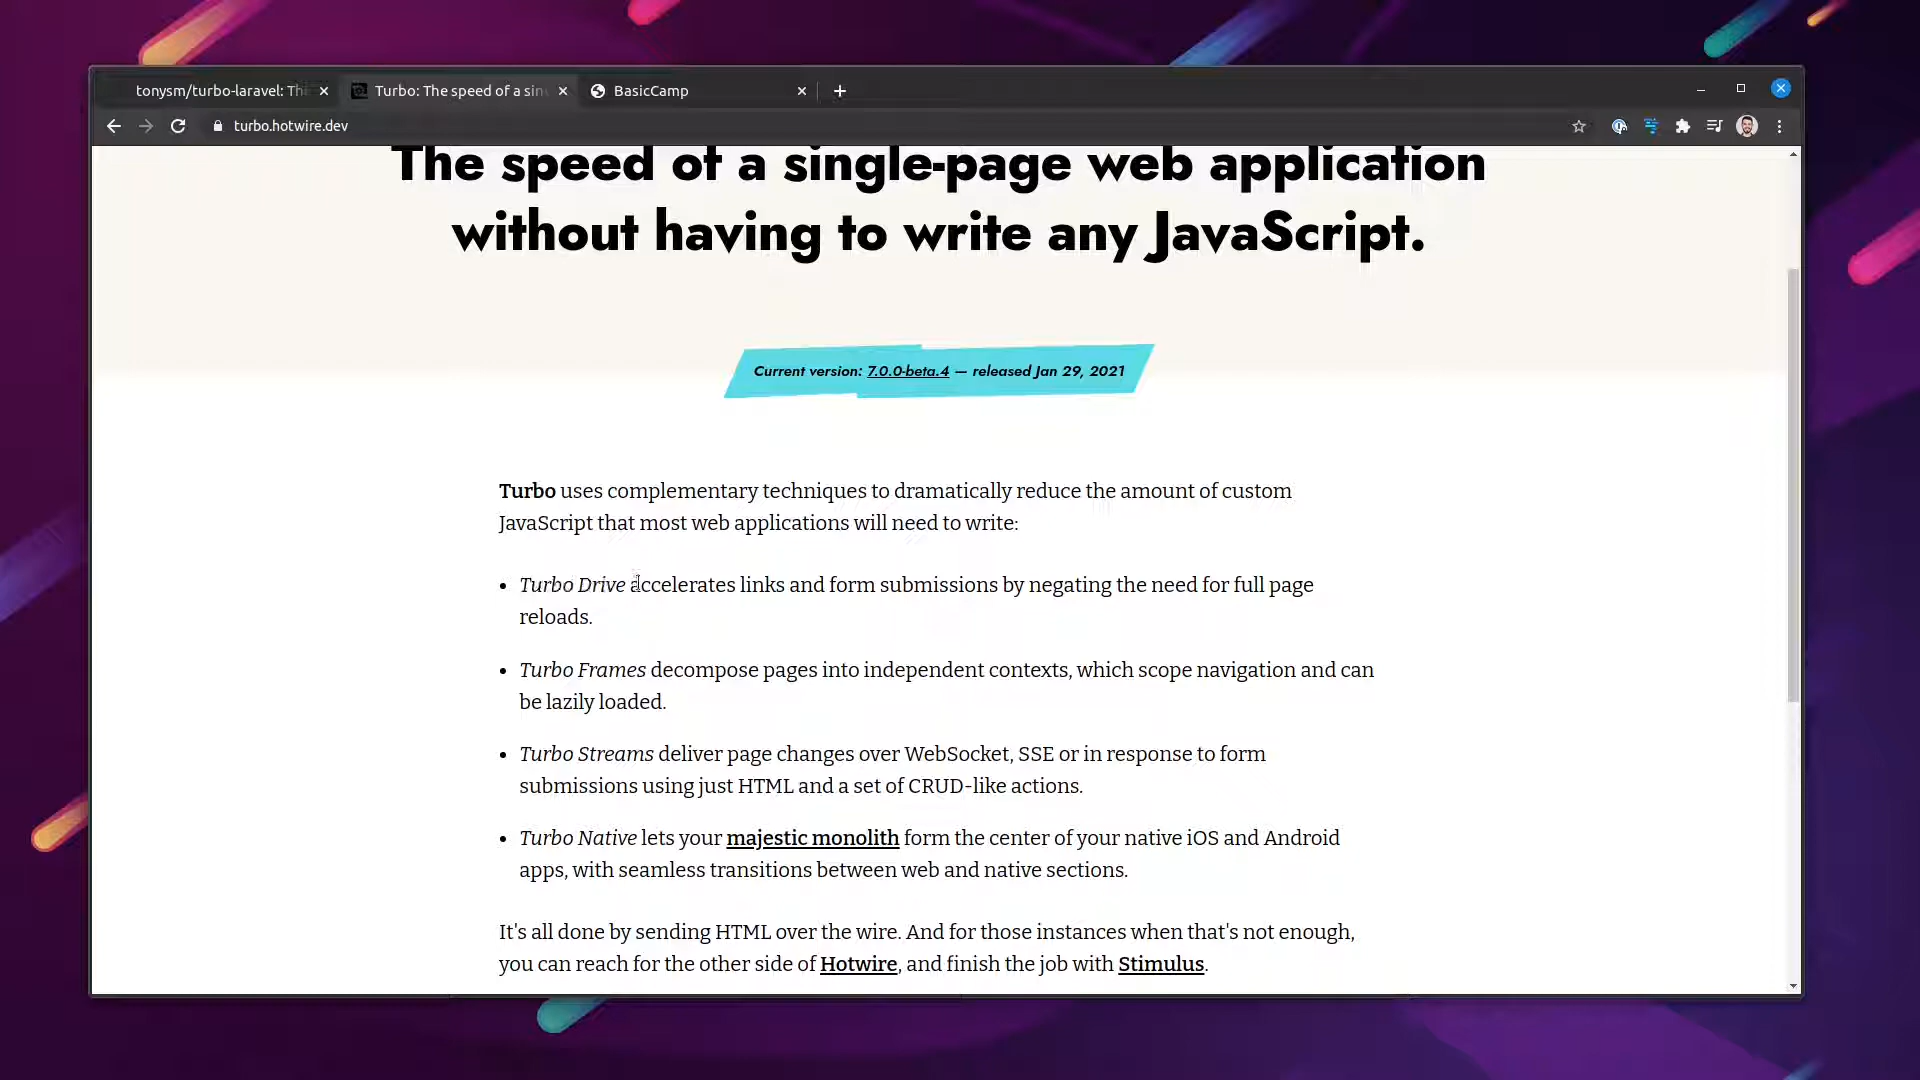 tonysm/turbo-laravel: Thi
Turbo: The speed of a sin
BasicCamp
turbo.hotwire.dev
The speed of a single-page web application
without having to write any JavaScript.
Current version: 7.0.0-beta.4 — released Jan 29, 2021
Turbo uses complementary techniques to dramatically reduce the amount of custom
JavaScript that most web applications will need to write:
• Turbo Drive accelerates links and form submissions by negating the need for full page
reloads.
• Turbo Frames decompose pages into independent contexts, which scope navigation and can
be lazily loaded.
• Turbo Streams deliver page changes over WebSocket, SSE or in response to form
submissions using just HTML and a set of CRUD-like actions.
• Turbo Native lets your majestic monolith form the center of your native iOS and Android
apps, with seamless transitions between web and native sections.
It's all done by sending HTML over the wire. And for those instances when that's not enough,
you can reach for the other side of Hotwire, and finish the job with Stimulus.